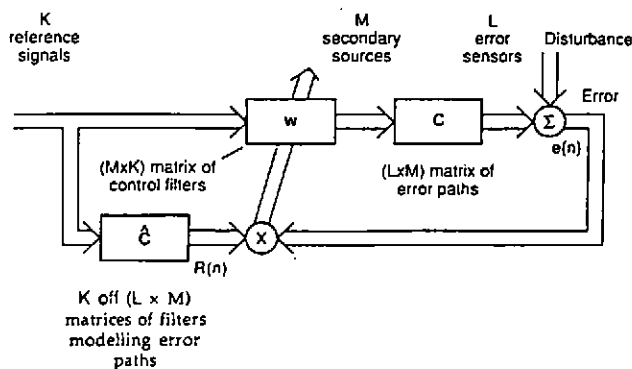 K
reference
signals
M
secondary
sources
L
error
sensors
Disturbance
Error
w
C
Σ
e{n}
(MxK) matrix of
control filters
(LxM) matrix of
error paths
Ĉ
X
R(n)
K off (L × M)
matrices of filters
modelling error
paths